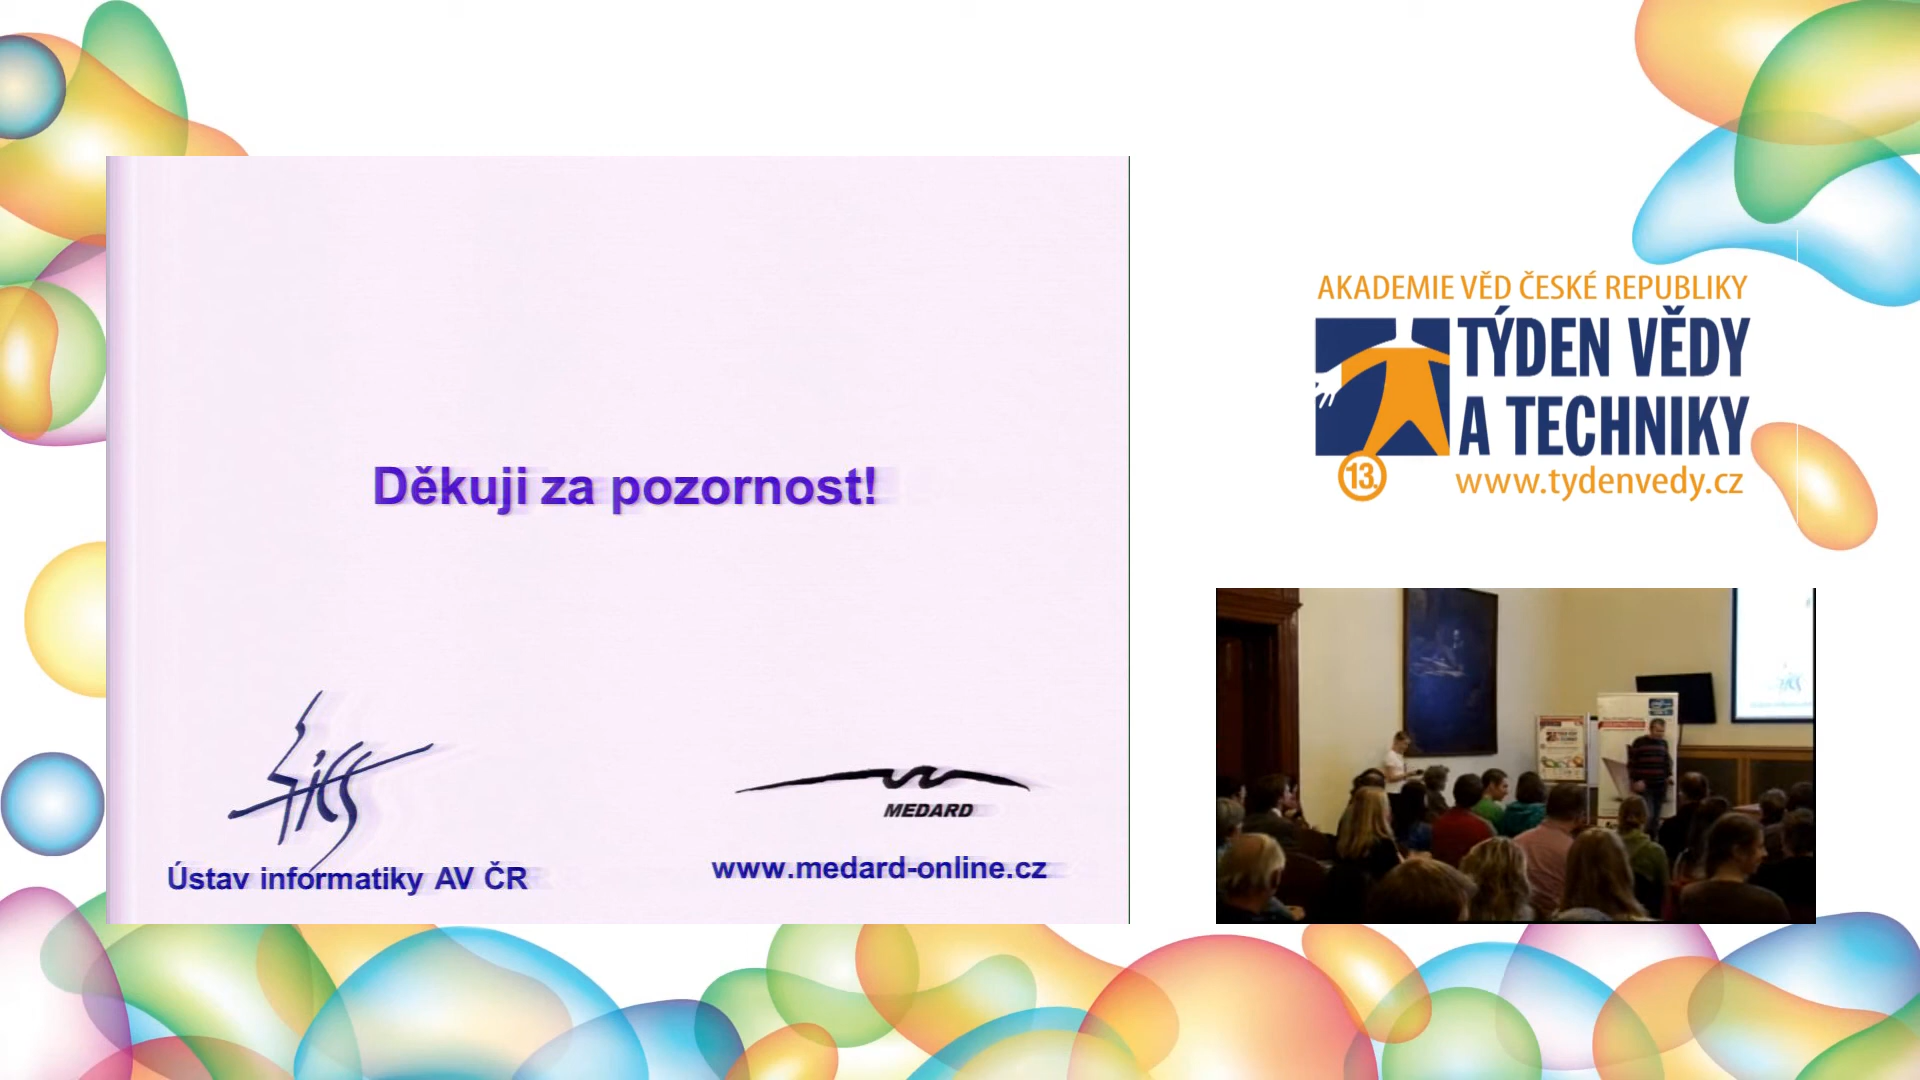 Děkuji za pozornost!
Ústav informatiky AV ČR
MEDARD
www.medard-online.cz
AKADEMIE VĚD ČESKÉ REPUBLIKY
TÝDEN VĚDY
A TECHNIKY
13.
www.tydenvedy.cz